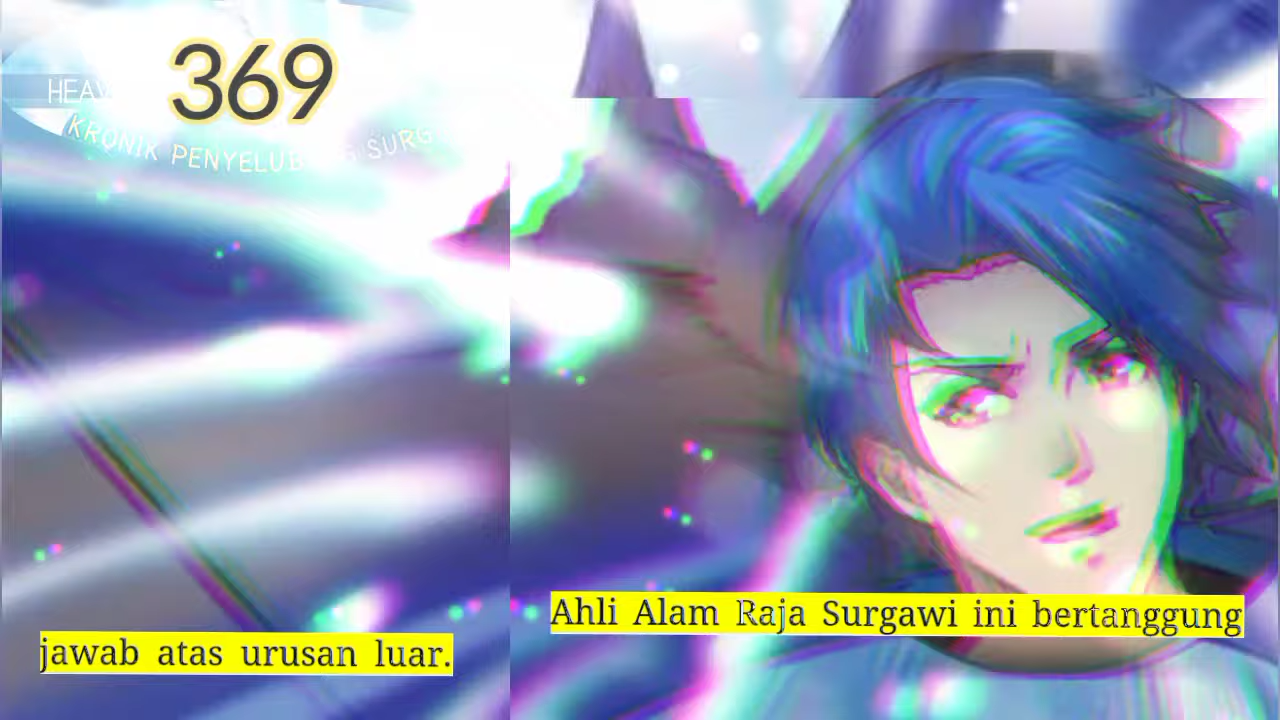 369
HEAV
KRONIK PENYELUB G SURG
Ahli Alam Raja Surgawi ini bertanggung
jawab atas urusan luar.